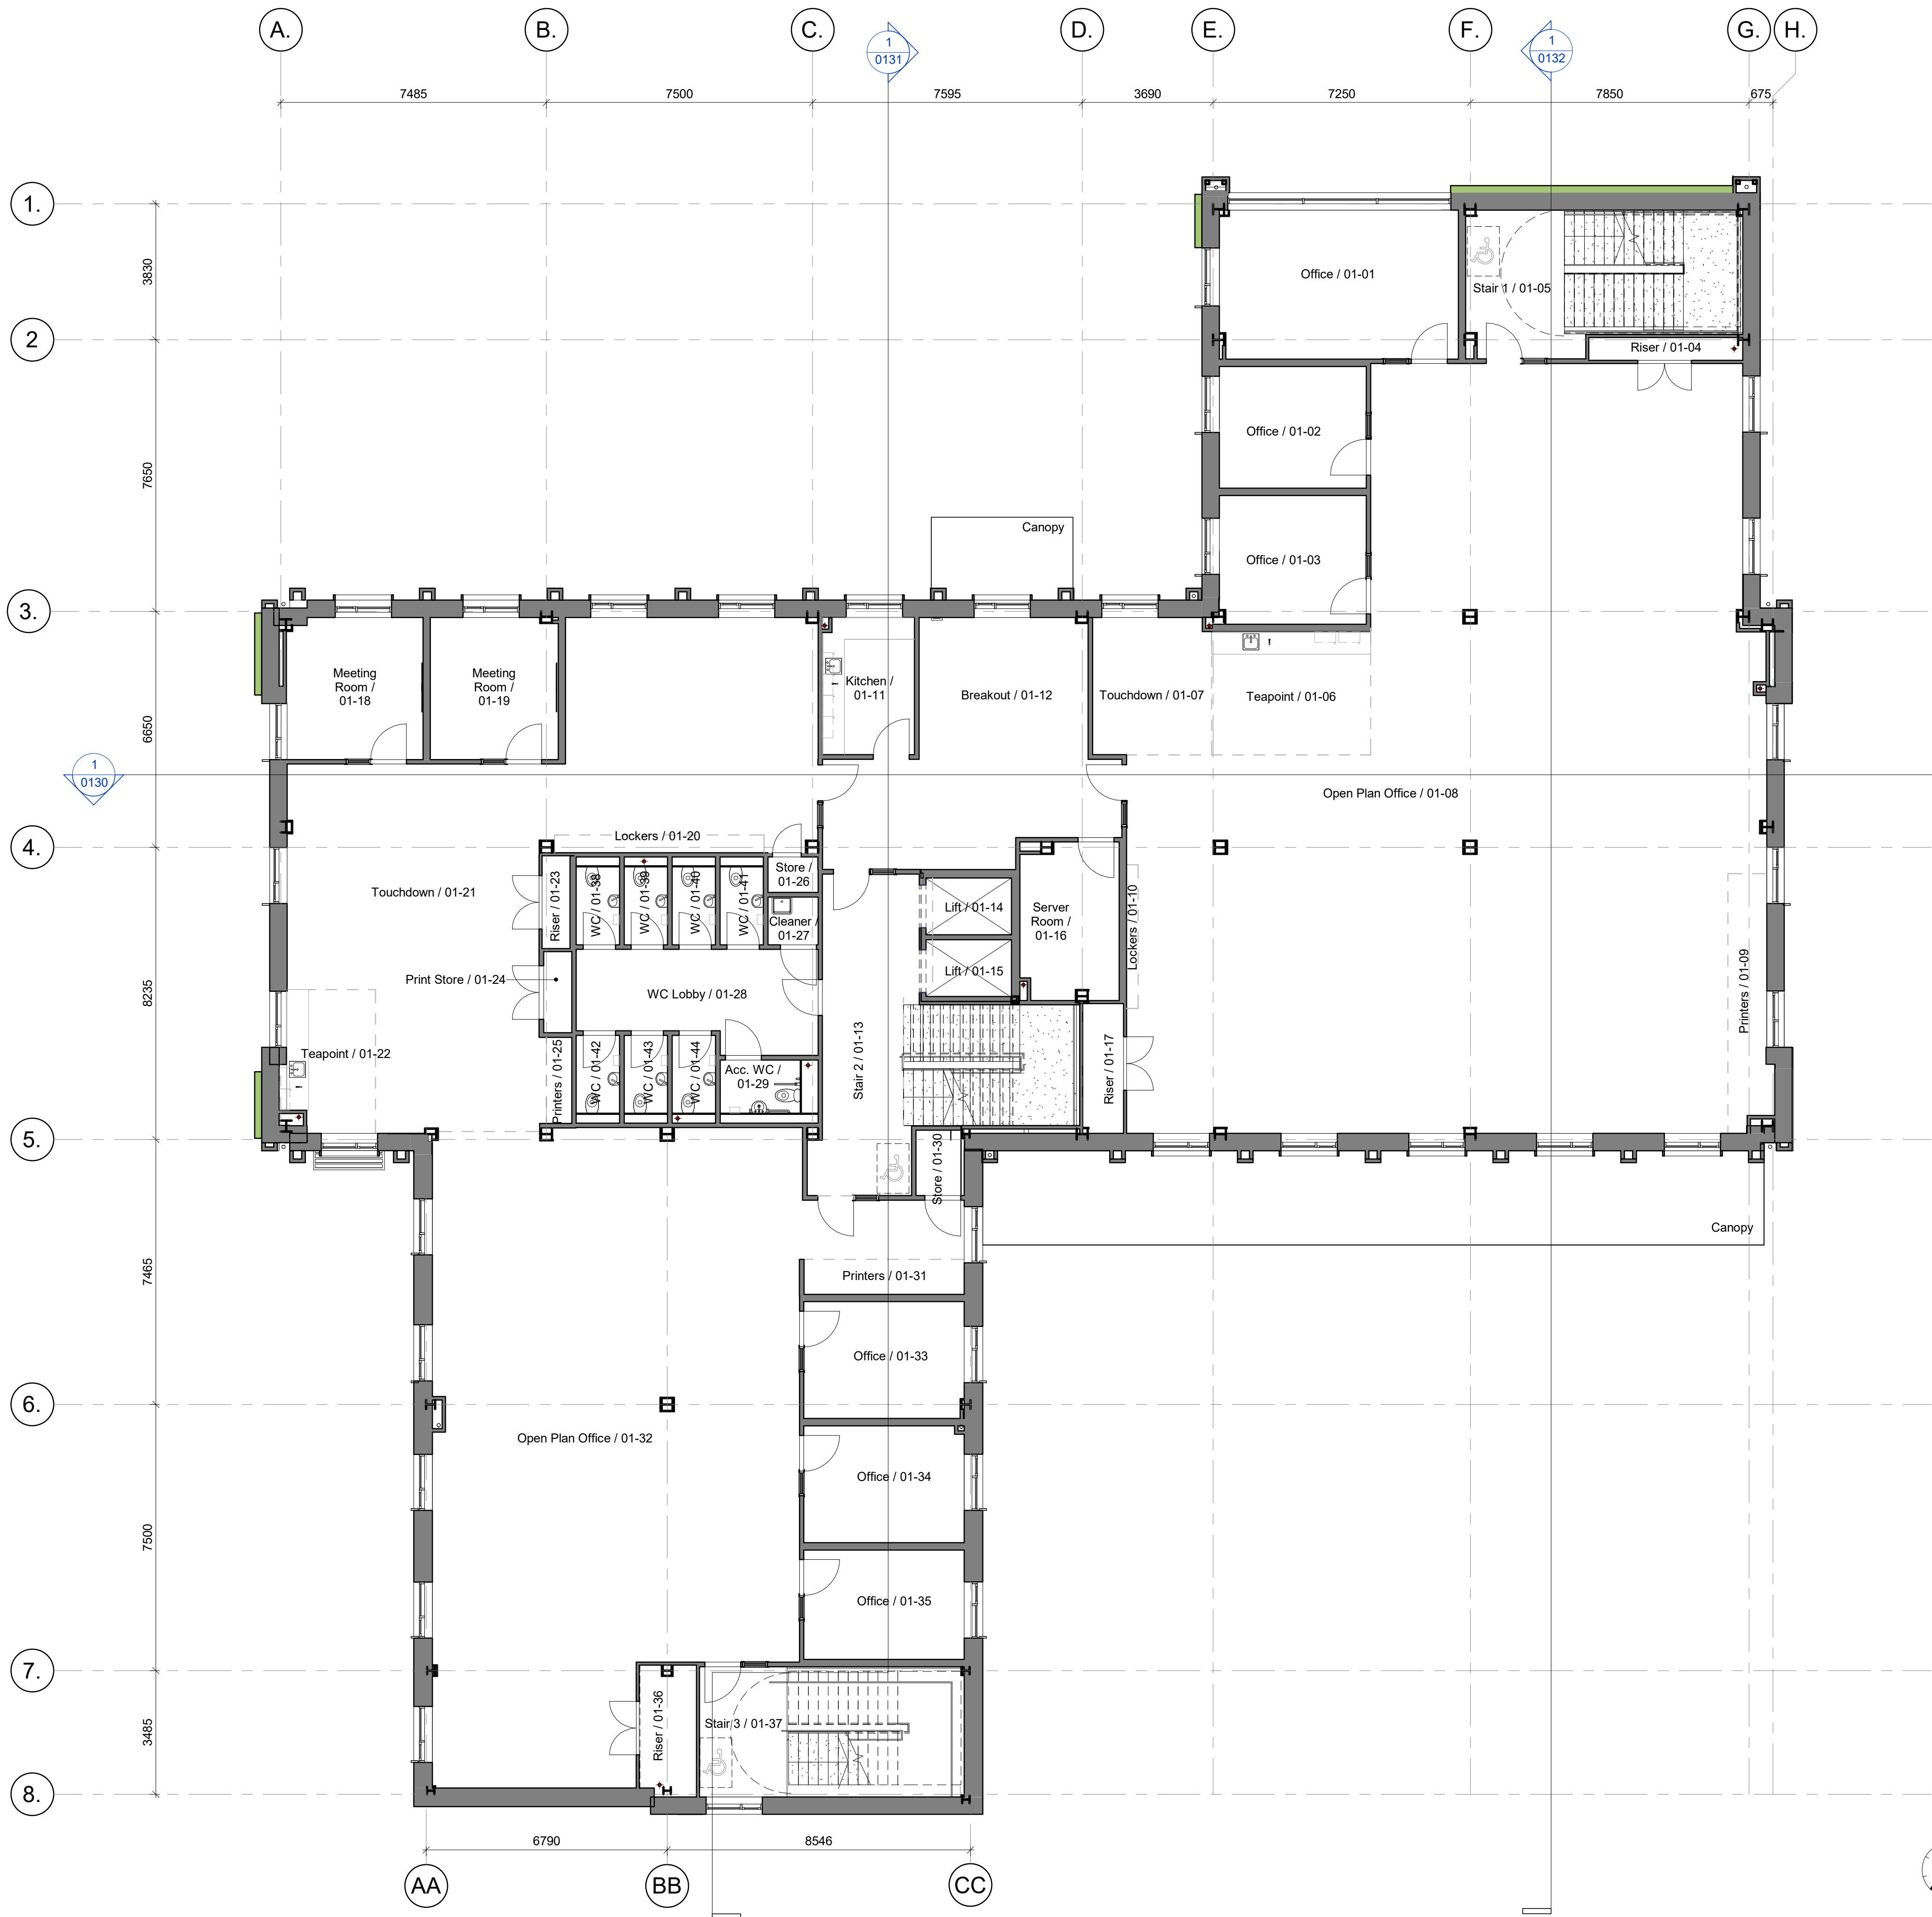 A.
B.
C.
D.
E.
F.
G.
H.
1
0131
1
0132
7485
7500
7595
3690
7250
7850
675
1.
3830
Office / 01-01
Stair 1 / 01-05
2
Riser / 01-04
Office / 01-02
7650
Canopy
Office / 01-03
3.
Meeting
Room /
01-18
Meeting
Room /
01-19
Kitchen /
01-11
Breakout / 01-12
Touchdown / 01-07
Teapoint / 01-06
6650
1
0130
Open Plan Office / 01-08
4.
Lockers / 01-20
Store /
01-26
Touchdown / 01-21
Riser / 01-23
WC / 01-38
WC / 01-39
WC / 01-40
WC / 01-41
Cleaner /
01-27
Lift / 01-14
Server
Room /
01-16
Lockers / 01-10
Print Store / 01-24
Lift / 01-15
8235
WC Lobby / 01-28
Printers / 01-09
Teapoint / 01-22
Printers / 01-25
WC / 01-42
WC / 01-43
WC / 01-44
Acc. WC /
01-29
Stair 2 / 01-13
Riser / 01-17
5.
Store / 01-30
Canopy
7465
Printers / 01-31
Office / 01-33
6.
Open Plan Office / 01-32
Office / 01-34
7500
Office / 01-35
7.
Riser / 01-36
Stair 3 / 01-37
3485
8.
6790
8546
AA
BB
CC